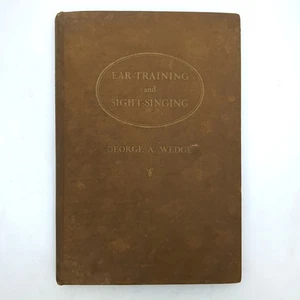 EAR TRAINING
and
SIGHT-SINGING
GEORGE A. WEDGE